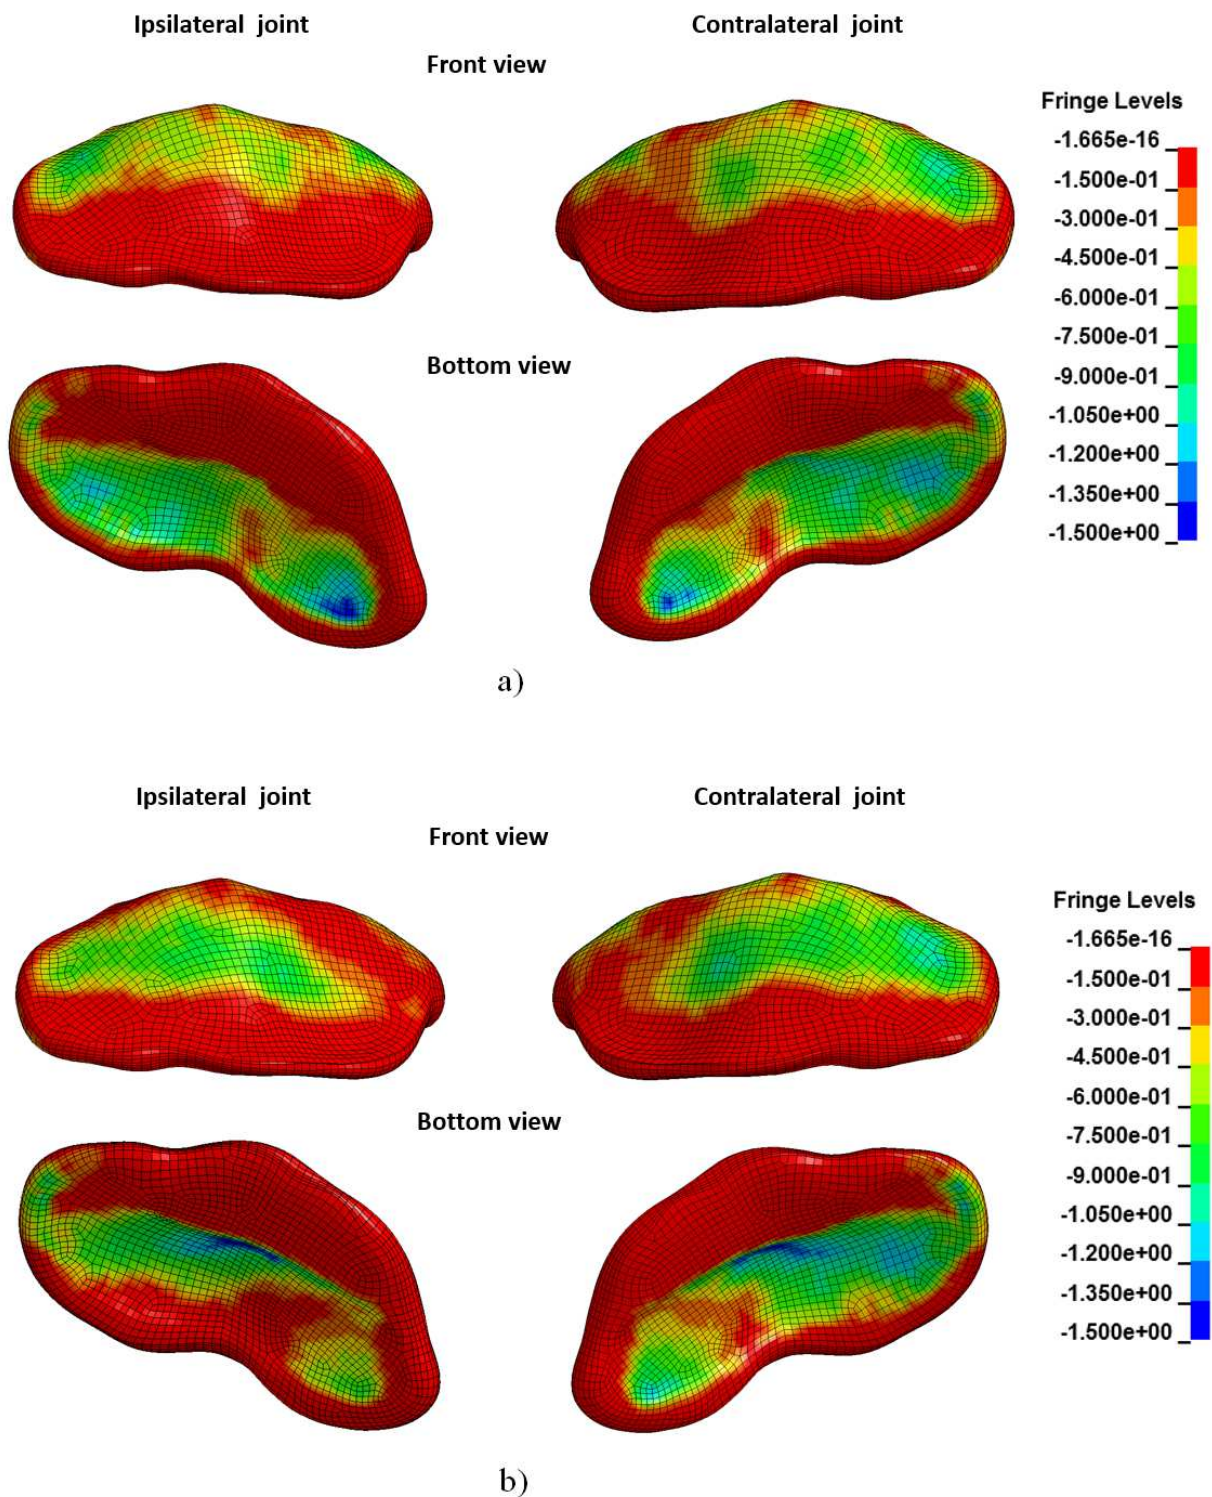 Ipsilateral joint
Contralateral joint
Front view
Fringe Levels
-1.665e-16
-1.500e-01
-3.000e-01
-4.500e-01
-6.000e-01
-7.500e-01
-9.000e-01
-1.050e+00
-1.200e+00
-1.350e+00
-1.500e+00
Bottom view
a)
Ipsilateral joint
Contralateral joint
Front view
Fringe Levels
-1.665e-16
-1.500e-01
-3.000e-01
-4.500e-01
-6.000e-01
-7.500e-01
-9.000e-01
-1.050e+00
-1.200e+00
-1.350e+00
-1.500e+00
Bottom view
b)